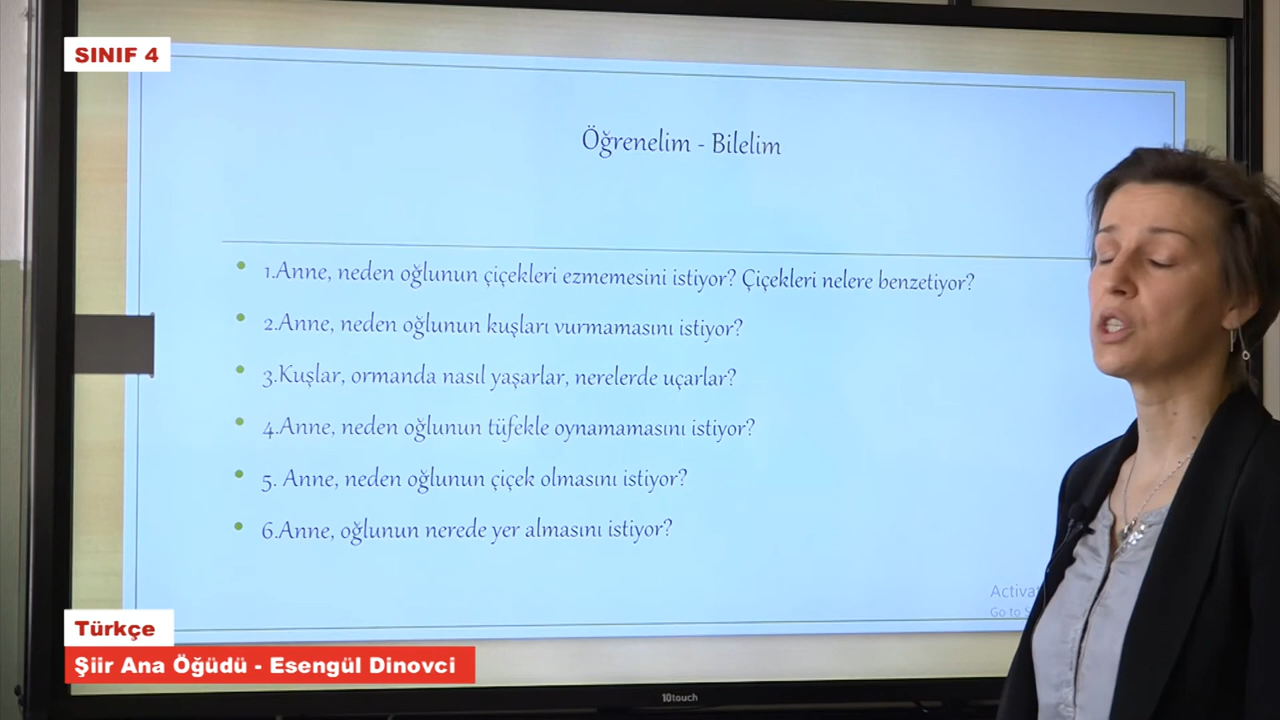 SINIF 4
Öğrenelim - Bilelim
1.Anne, neden oğlunun çiçekleri ezmemesini istiyor? Çiçekleri nelere benzetiyor?
2.Anne, neden oğlunun kuşları vurmamasını istiyor?
3.Kuşlar, ormanda nasıl yaşarlar, nerelerde uçarlar?
4.Anne, neden oğlunun tüfekle oynamamasını istiyor?
5. Anne, neden oğlunun çiçek olmasını istiyor?
6.Anne, oğlunun nerede yer almasını istiyor?
Go to
Türkçe
Şiir Ana Öğüdü - Esengül Dinovci
10touch